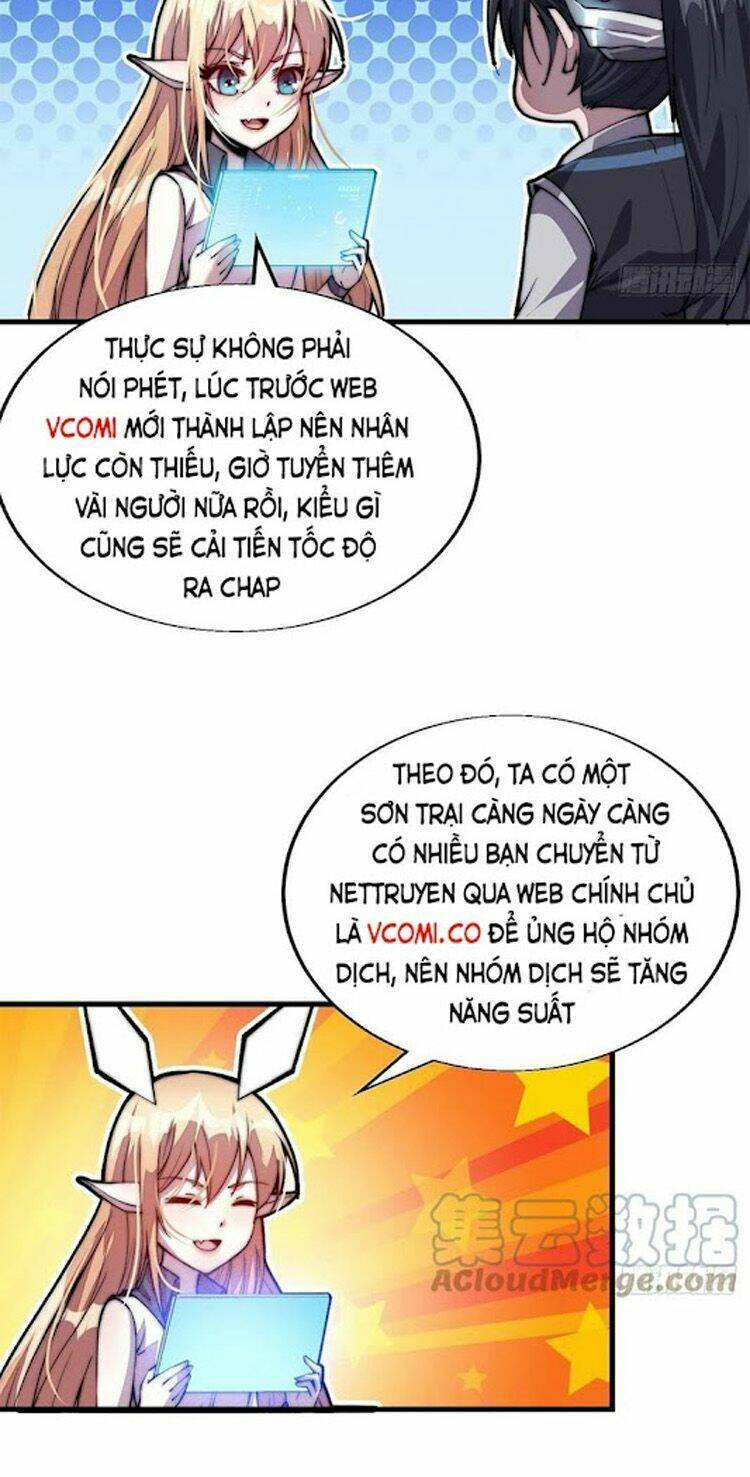 腾讯动漫
THỰC SỰ KHÔNG PHẢI
NÓI PHÉT, LÚC TRƯỚC WEB
VCOMI MỚI THÀNH LẬP NÊN NHÂN
LỰC CÒN THIẾU, GIỜ TUYỂN THÊM
VÀI NGƯỜI NỮA RỒI, KIỂU GÌ
CŨNG SẼ CẢI TIẾN TỐC ĐỘ
RA CHAP
THEO ĐÓ, TA CÓ MỘT
SƠN TRẠI CÀNG NGÀY CÀNG
CÓ NHIỀU BẠN CHUYỂN TỪ
NETTRUYEN QUA WEB CHÍNH CHỦ
LÀ VCOMI.CO ĐỂ ỦNG HỘ NHÓM
DỊCH, NÊN NHÓM DỊCH SẼ TĂNG
NĂNG SUẤT
集云数据
ACloudMerge.com